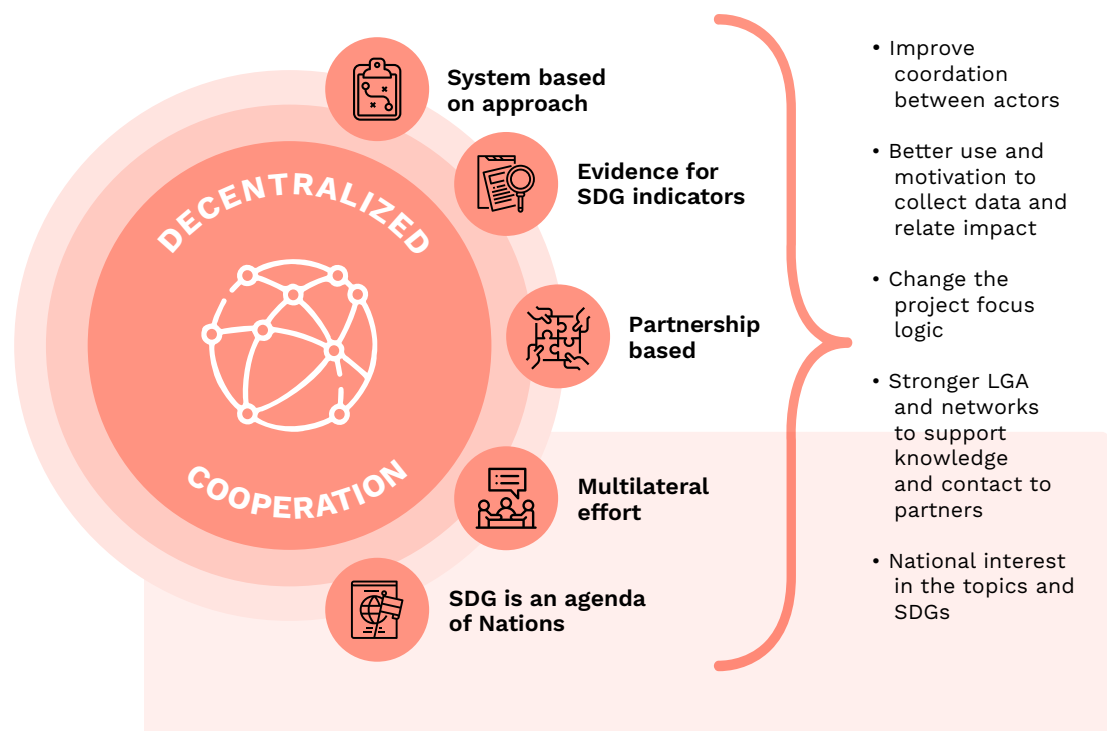 DECENTRALIZED
COOPERATION
System based
on approach
Evidence for
SDG indicators
Partnership
based
Multilateral
effort
SDG is an agenda
of Nations
• Improve
coordation
between actors
• Better use and
motivation to
collect data and
relate impact
• Change the
project focus
logic
• Stronger LGA
and networks
to support
knowledge
and contact to
partners
• National interest
in the topics and
SDGs